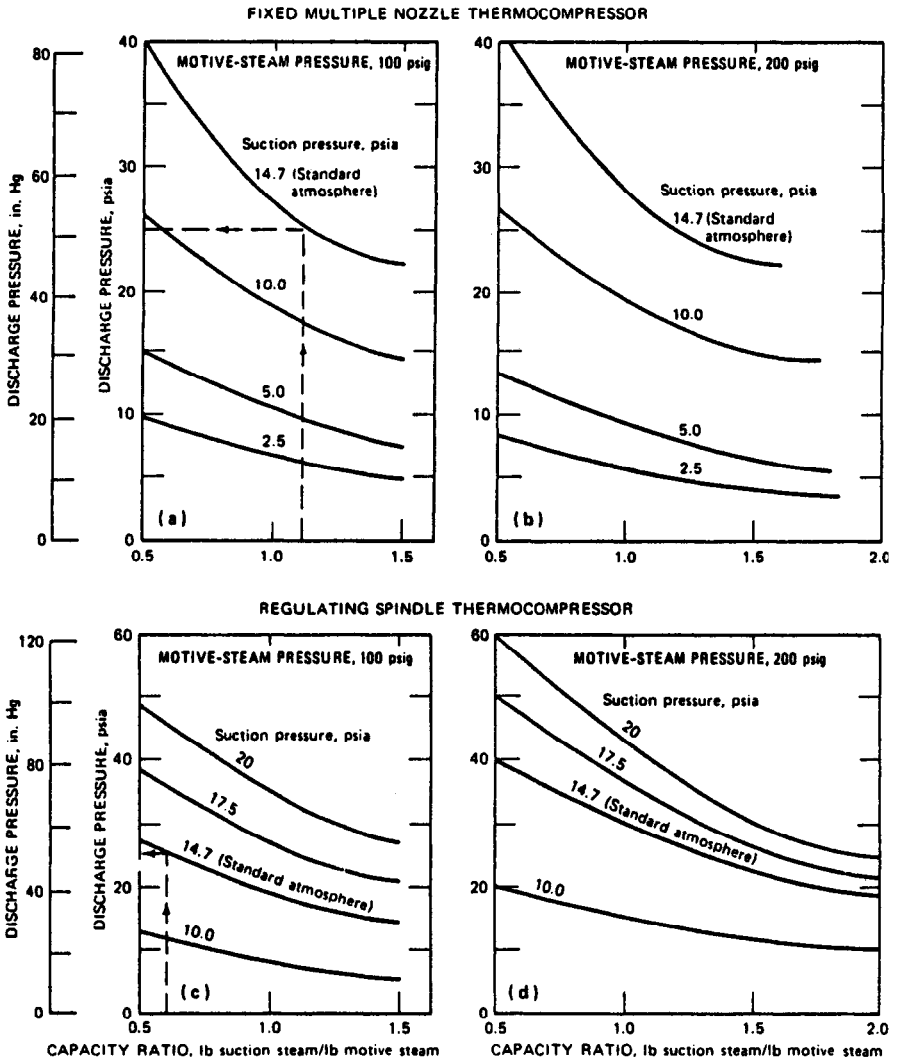 FIXED MULTIPLE NOZZLE THERMOCOMPRESSOR
DISCHARGE PRESSURE, in. Hg
80
60
40
20
0
DISCHARGE PRESSURE, psia
40
30
20
10
0
MOTIVE-STEAM PRESSURE, 100 psig
Suction pressure, psia
14.7 (Standard
atmosphere)
10.0
5.0
2.5
(a)
0.5
1.0
1.5
MOTIVE-STEAM PRESSURE, 200 psig
Suction pressure, psia
14.7 (Standard
atmosphere)
10.0
5.0
2.5
(b)
0.5
1.0
1.5
2.0
REGULATING SPINDLE THERMOCOMPRESSOR
DISCHARGE PRESSURE, in. Hg
120
80
40
0
DISCHARGE PRESSURE, psia
60
40
20
0
MOTIVE-STEAM PRESSURE, 100 psig
Suction pressure, psia
20
17.5
14.7 (Standard atmosphere)
10.0
(c)
0.5
1.0
1.5
CAPACITY RATIO, lb suction steam/lb motive steam
MOTIVE-STEAM PRESSURE, 200 psig
Suction pressure, psia
20
17.5
14.7 (Standard atmosphere)
10.0
60
40
20
0
(d)
0.5
1.0
1.5
2.0
CAPACITY RATIO, lb suction steam/lb motive steam